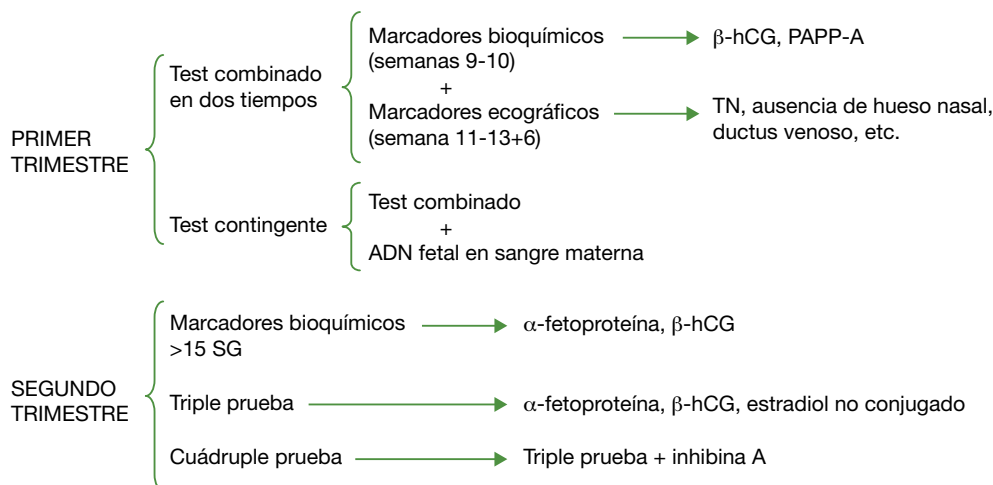 PRIMER
TRIMESTRE
Test combinado
en dos tiempos
Marcadores bioquímicos
(semanas 9-10)
+
Marcadores ecográficos
(semana 11-13+6)
β-hCG, PAPP-A
TN, ausencia de hueso nasal,
ductus venoso, etc.
Test contingente
Test combinado
+
ADN fetal en sangre materna
SEGUNDO
TRIMESTRE
Marcadores bioquímicos
>15 SG
α-fetoproteína, β-hCG
Triple prueba
α-fetoproteína, β-hCG, estradiol no conjugado
Cuádruple prueba
Triple prueba + inhibina A